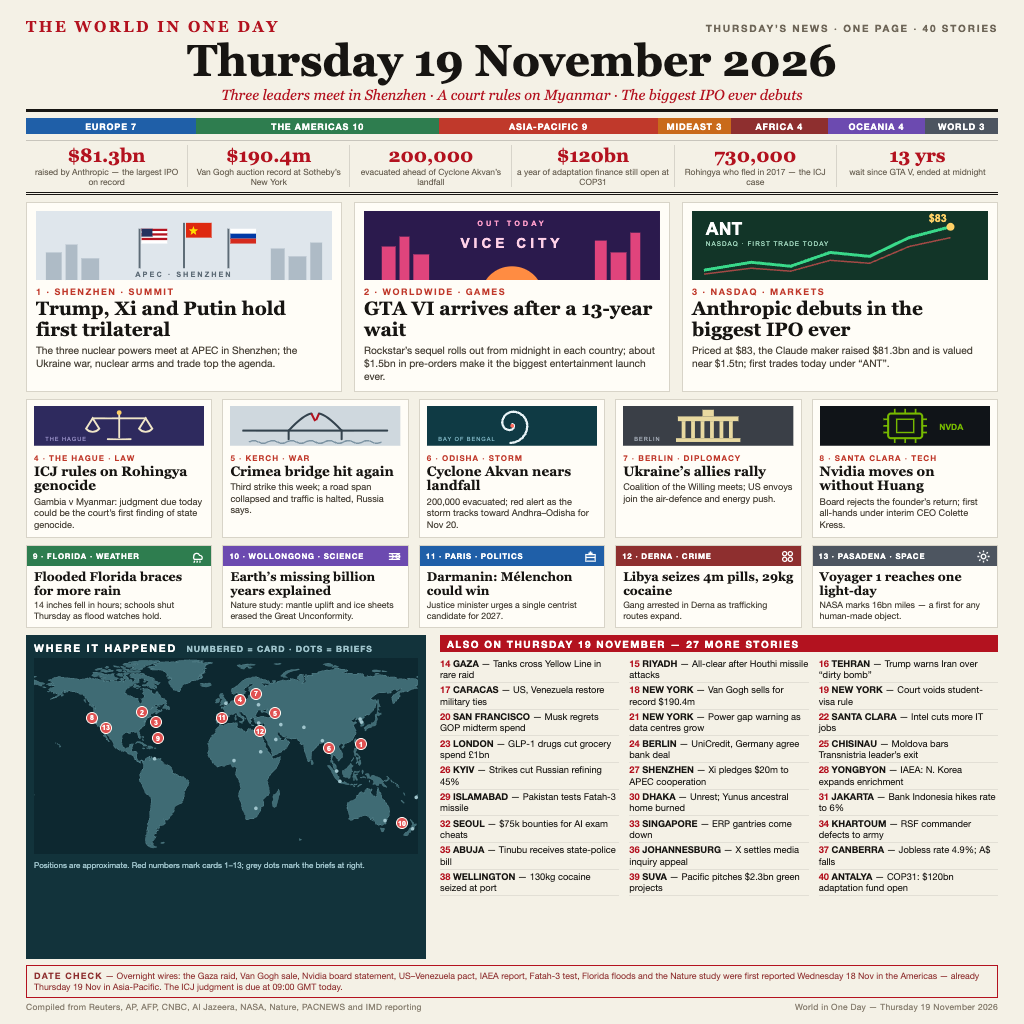 THE WORLD IN ONE DAY
THURSDAY'S NEWS · ONE PAGE · 40 STORIES
Thursday 19 November 2026
Three leaders meet in Shenzhen · A court rules on Myanmar · The biggest IPO ever debuts
EUROPE 7
THE AMERICAS 10
ASIA-PACIFIC 9
MIDEAST 3
AFRICA 4
OCEANIA 4
WORLD 3
$81.3bn
raised by Anthropic — the largest IPO
on record
$190.4m
Van Gogh auction record at Sotheby's
New York
200,000
evacuated ahead of Cyclone Akvan's
landfall
$120bn
a year of adaptation finance still open at
COP31
730,000
Rohingya who fled in 2017 — the ICJ
case
13 yrs
wait since GTA V, ended at midnight
APEC · SHENZHEN
1 · SHENZHEN · SUMMIT
Trump, Xi and Putin hold
first trilateral
The three nuclear powers meet at APEC in Shenzhen; the
Ukraine war, nuclear arms and trade top the agenda.
OUT TODAY
VICE CITY
2 · WORLDWIDE · GAMES
GTA VI arrives after a 13-year
wait
Rockstar's sequel rolls out from midnight in each country; about
$1.5bn in pre-orders make it the biggest entertainment launch
ever.
ANT
NASDAQ · FIRST TRADE TODAY
$83
3 · NASDAQ · MARKETS
Anthropic debuts in the
biggest IPO ever
Priced at $83, the Claude maker raised $81.3bn and is valued
near $1.5tn; first trades today under “ANT”.
THE HAGUE
4 · THE HAGUE · LAW
ICJ rules on Rohingya
genocide
Gambia v Myanmar: judgment due today
could be the court's first finding of state
genocide.
5 · KERCH · WAR
Crimea bridge hit again
Third strike this week; a road span
collapsed and traffic is halted, Russia
says.
BAY OF BENGAL
6 · ODISHA · STORM
Cyclone Akvan nears
landfall
200,000 evacuated; red alert as the
storm tracks toward Andhra–Odisha for
Nov 20.
BERLIN
7 · BERLIN · DIPLOMACY
Ukraine's allies rally
Coalition of the Willing meets; US envoys
join the air-defence and energy push.
NVDA
8 · SANTA CLARA · TECH
Nvidia moves on
without Huang
Board rejects the founder's return; first
all-hands under interim CEO Colette
Kress.
9 · FLORIDA · WEATHER
Flooded Florida braces
for more rain
14 inches fell in hours; schools shut
Thursday as flood watches hold.
10 · WOLLONGONG · SCIENCE
Earth's missing billion
years explained
Nature study: mantle uplift and ice sheets
erased the Great Unconformity.
11 · PARIS · POLITICS
Darmanin: Mélenchon
could win
Justice minister urges a single centrist
candidate for 2027.
12 · DERNA · CRIME
Libya seizes 4m pills, 29kg
cocaine
Gang arrested in Derna as trafficking
routes expand.
13 · PASADENA · SPACE
Voyager 1 reaches one
light-day
NASA marks 16bn miles — a first for any
human-made object.
WHERE IT HAPPENED NUMBERED = CARD · DOTS = BRIEFS
8
13
2
3
9
4
7
11
5
12
6
1
10
Positions are approximate. Red numbers mark cards 1–13; grey dots mark the briefs at right.
ALSO ON THURSDAY 19 NOVEMBER — 27 MORE STORIES
14 GAZA — Tanks cross Yellow Line in
rare raid
15 RIYADH — All-clear after Houthi missile
attacks
16 TEHRAN — Trump warns Iran over
“dirty bomb”
17 CARACAS — US, Venezuela restore
military ties
18 NEW YORK — Van Gogh sells for
record $190.4m
19 NEW YORK — Court voids student-
visa rule
20 SAN FRANCISCO — Musk regrets
GOP midterm spend
21 NEW YORK — Power gap warning as
data centres grow
22 SANTA CLARA — Intel cuts more IT
jobs
23 LONDON — GLP-1 drugs cut grocery
spend £1bn
24 BERLIN — UniCredit, Germany agree
bank deal
25 CHISINAU — Moldova bars
Transnistria leader's exit
26 KYIV — Strikes cut Russian refining
45%
27 SHENZHEN — Xi pledges $20m to
APEC cooperation
28 YONGBYON — IAEA: N. Korea
expands enrichment
29 ISLAMABAD — Pakistan tests Fatah-3
missile
30 DHAKA — Unrest; Yunus ancestral
home burned
31 JAKARTA — Bank Indonesia hikes rate
to 6%
32 SEOUL — $75k bounties for AI exam
cheats
33 SINGAPORE — ERP gantries come
down
34 KHARTOUM — RSF commander
defects to army
35 ABUJA — Tinubu receives state-police
bill
36 JOHANNESBURG — X settles media
inquiry appeal
37 CANBERRA — Jobless rate 4.9%; A$
falls
38 WELLINGTON — 130kg cocaine
seized at port
39 SUVA — Pacific pitches $2.3bn green
projects
40 ANTALYA — COP31: $120bn
adaptation fund open
DATE CHECK — Overnight wires: the Gaza raid, Van Gogh sale, Nvidia board statement, US–Venezuela pact, IAEA report, Fatah-3 test, Florida floods and the Nature study were first reported Wednesday 18 Nov in the Americas — already
Thursday 19 Nov in Asia-Pacific. The ICJ judgment is due at 09:00 GMT today.
Compiled from Reuters, AP, AFP, CNBC, Al Jazeera, NASA, Nature, PACNEWS and IMD reporting
World in One Day — Thursday 19 November 2026